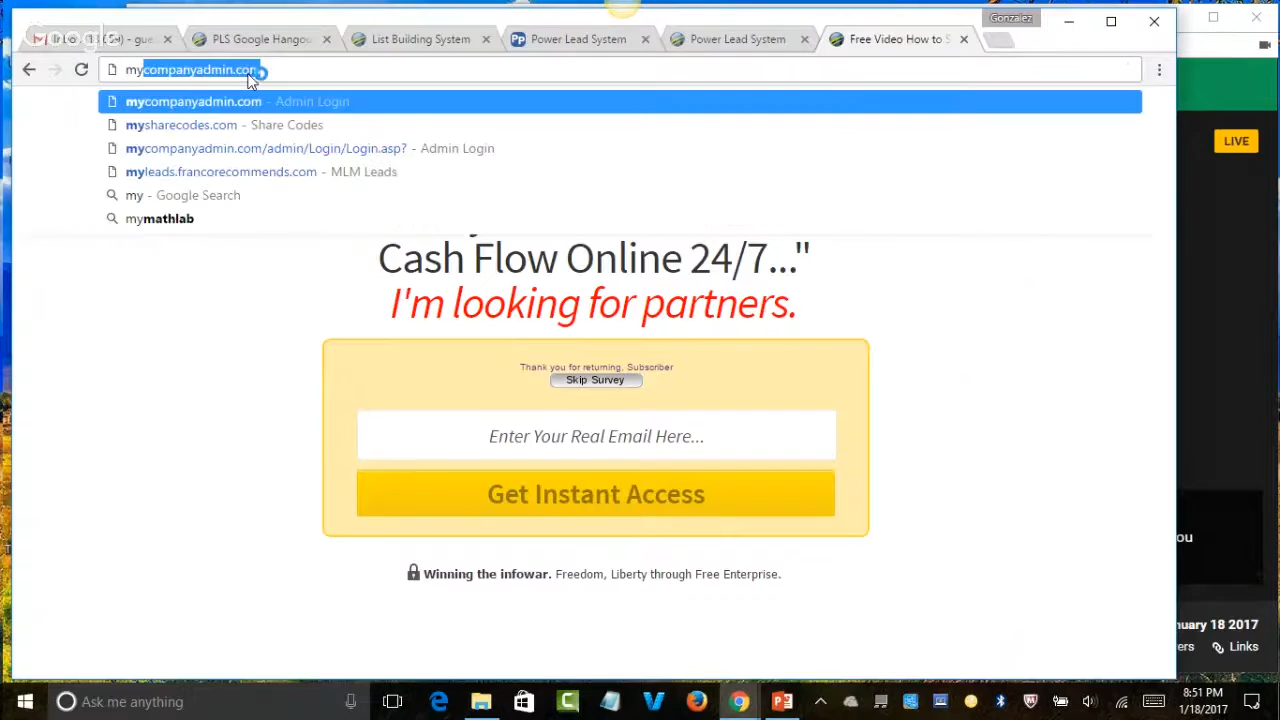 Gonzalez
PLS Google Hangou
List Building System
Power Lead System
Power Lead System
Free Video How to S
mycompanyadmin.com
mycompanyadmin.com - Admin Login
mysharecodes.com - Share Codes
mycompanyadmin.com/admin/Login/Login.asp? - Admin Login
myleads.francorecommends.com - MLM Leads
my - Google Search
mymathlab
LIVE
Cash Flow Online 24/7..."
I'm looking for partners.
Thank you for returning, Subscriber
Skip Survey
Enter Your Real Email Here...
Get Instant Access
Winning the infowar. Freedom, Liberty through Free Enterprise.
ou
nuary 18 2017
ers Links
Ask me anything
8:51 PM
1/18/2017